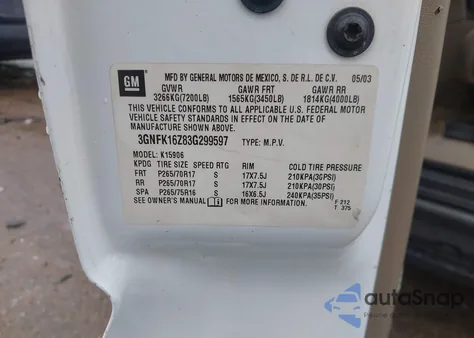 GM
MFD BY GENERAL MOTORS DE MEXICO, S. DE R.L. DE C.V. 05/03
GVWR GAWR FRT GAWR RR
3266KG(7200LB) 1565KG(3450LB) 1814KG(4000LB)
THIS VEHICLE CONFORMS TO ALL APPLICABLE U.S. FEDERAL MOTOR
VEHICLE SAFETY STANDARDS IN EFFECT ON THE DATE OF
MANUFACTURE SHOWN ABOVE.
3GNFK16Z83G299597 TYPE: M.P.V.
MODEL: K15906
KPDG TIRE SIZE SPEED RTG RIM COLD TIRE PRESSURE
FRT P265/70R17 S 17X7.5J 210KPA(30PSI)
RR P265/70R17 S 17X7.5J 210KPA(30PSI)
SPA P265/75R16 S 16X6.5J 240KPA(35PSI)
SEE OWNER'S MANUAL FOR MORE INFORMATION
F 212
T 375
autoSnap